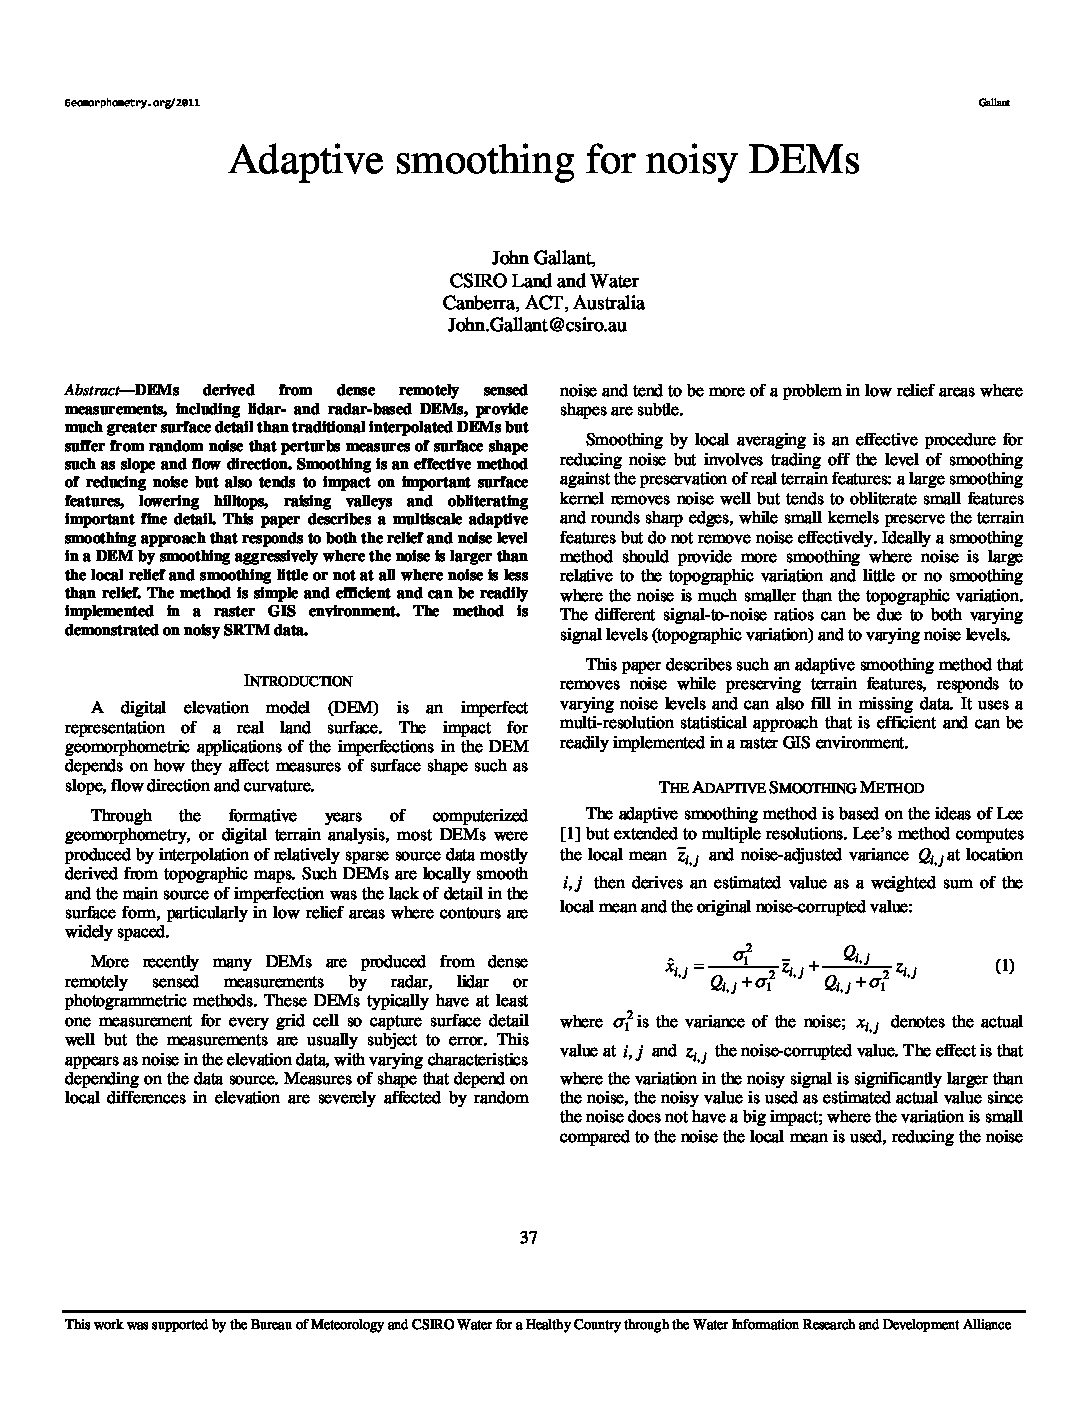 Geomorphometry.org/2011
Gallant
Adaptive smoothing for noisy DEMs
John Gallant,
CSIRO Land and Water
Canberra, ACT, Australia
John.Gallant@csiro.au
Abstract—DEMs derived from dense remotely sensed
measurements, including lidar- and radar-based DEMs, provide
much greater surface detail than traditional interpolated DEMs but
suffer from random noise that perturbs measures of surface shape
such as slope and flow direction. Smoothing is an effective method
of reducing noise but also tends to impact on important surface
features, lowering hilltops, raising valleys and obliterating
important fine detail. This paper describes a multiscale adaptive
smoothing approach that responds to both the relief and noise level
in a DEM by smoothing aggressively where the noise is larger than
the local relief and smoothing little or not at all where noise is less
than relief. The method is simple and efficient and can be readily
implemented in a raster GIS environment. The method is
demonstrated on noisy SRTM data.
INTRODUCTION
A digital elevation model (DEM) is an imperfect
representation of a real land surface. The impact for
geomorphometric applications of the imperfections in the DEM
depends on how they affect measures of surface shape such as
slope, flow direction and curvature.
Through the formative years of computerized
geomorphometry, or digital terrain analysis, most DEMs were
produced by interpolation of relatively sparse source data mostly
derived from topographic maps. Such DEMs are locally smooth
and the main source of imperfection was the lack of detail in the
surface form, particularly in low relief areas where contours are
widely spaced.
More recently many DEMs are produced from dense
remotely sensed measurements by radar, lidar or
photogrammetric methods. These DEMs typically have at least
one measurement for every grid cell so capture surface detail
well but the measurements are usually subject to error. This
appears as noise in the elevation data, with varying characteristics
depending on the data source. Measures of shape that depend on
local differences in elevation are severely affected by random
noise and tend to be more of a problem in low relief areas where
shapes are subtle.
Smoothing by local averaging is an effective procedure for
reducing noise but involves trading off the level of smoothing
against the preservation of real terrain features: a large smoothing
kernel removes noise well but tends to obliterate small features
and rounds sharp edges, while small kernels preserve the terrain
features but do not remove noise effectively. Ideally a smoothing
method should provide more smoothing where noise is large
relative to the topographic variation and little or no smoothing
where the noise is much smaller than the topographic variation.
The different signal-to-noise ratios can be due to both varying
signal levels (topographic variation) and to varying noise levels.
This paper describes such an adaptive smoothing method that
removes noise while preserving terrain features, responds to
varying noise levels and can also fill in missing data. It uses a
multi-resolution statistical approach that is efficient and can be
readily implemented in a raster GIS environment.
THE ADAPTIVE SMOOTHING METHOD
The adaptive smoothing method is based on the ideas of Lee
[1] but extended to multiple resolutions. Lee's method computes
the local mean z̄i,j and noise-adjusted variance Qi,j at location
i, j then derives an estimated value as a weighted sum of the
local mean and the original noise-corrupted value:
x̂i,j = σ1² / (Qi,j + σ1²) z̄i,j + Qi,j / (Qi,j + σ1²) zi,j (1)
where σ1² is the variance of the noise; xi,j denotes the actual
value at i, j and zi,j the noise-corrupted value. The effect is that
where the variation in the noisy signal is significantly larger than
the noise, the noisy value is used as estimated actual value since
the noise does not have a big impact; where the variation is small
compared to the noise the local mean is used, reducing the noise
37
This work was supported by the Bureau of Meteorology and CSIRO Water for a Healthy Country through the Water Information Research and Development Alliance